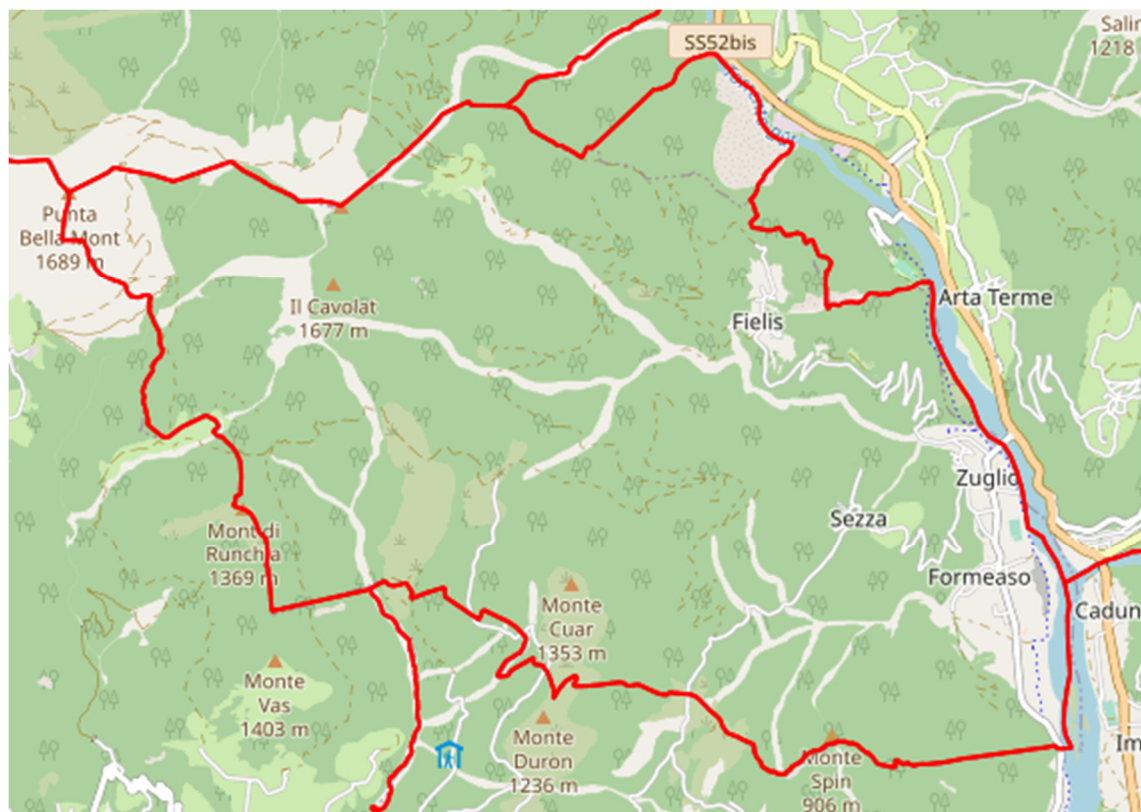 SS52bis
Salin
1218
Punta
Bella Mont
1689 m
Il Cavolat
1677 m
Arta Terme
Fielis
Zuglio
Sezza
Mont di
Runchia
1369 m
Formeaso
Monte
Cuar
1353 m
Cadun
Monte
Vas
1403 m
Monte
Duron
1236 m
Monte
Spin
906 m
Im